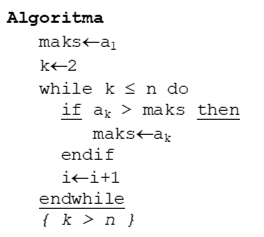 Algoritma
maks←a₁
k←2
while k ≤ n do
if aₖ > maks then
maks←aₖ
endif
i←i+1
endwhile
{ k > n }